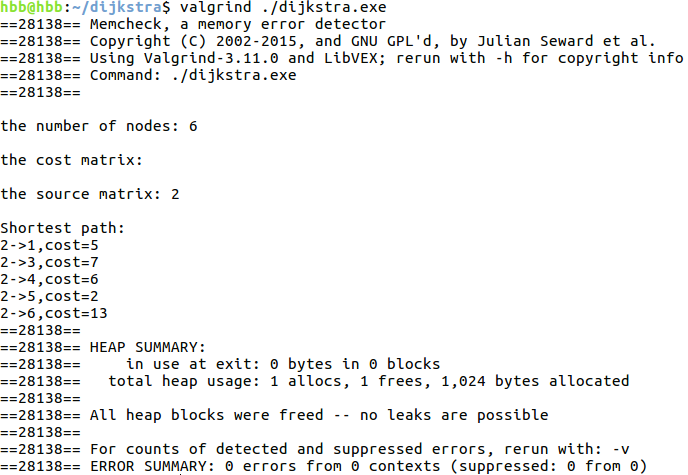 hbb@hbb:~/dijkstra$ valgrind ./dijkstra.exe
==28138== Memcheck, a memory error detector
==28138== Copyright (C) 2002-2015, and GNU GPL'd, by Julian Seward et al.
==28138== Using Valgrind-3.11.0 and LibVEX; rerun with -h for copyright info
==28138== Command: ./dijkstra.exe
==28138==
the number of nodes: 6
the cost matrix:
the source matrix: 2
Shortest path:
2->1,cost=5
2->3,cost=7
2->4,cost=6
2->5,cost=2
2->6,cost=13
==28138==
==28138== HEAP SUMMARY:
==28138==     in use at exit: 0 bytes in 0 blocks
==28138==   total heap usage: 1 allocs, 1 frees, 1,024 bytes allocated
==28138==
==28138== All heap blocks were freed -- no leaks are possible
==28138==
==28138== For counts of detected and suppressed errors, rerun with: -v
==28138== ERROR SUMMARY: 0 errors from 0 contexts (suppressed: 0 from 0)